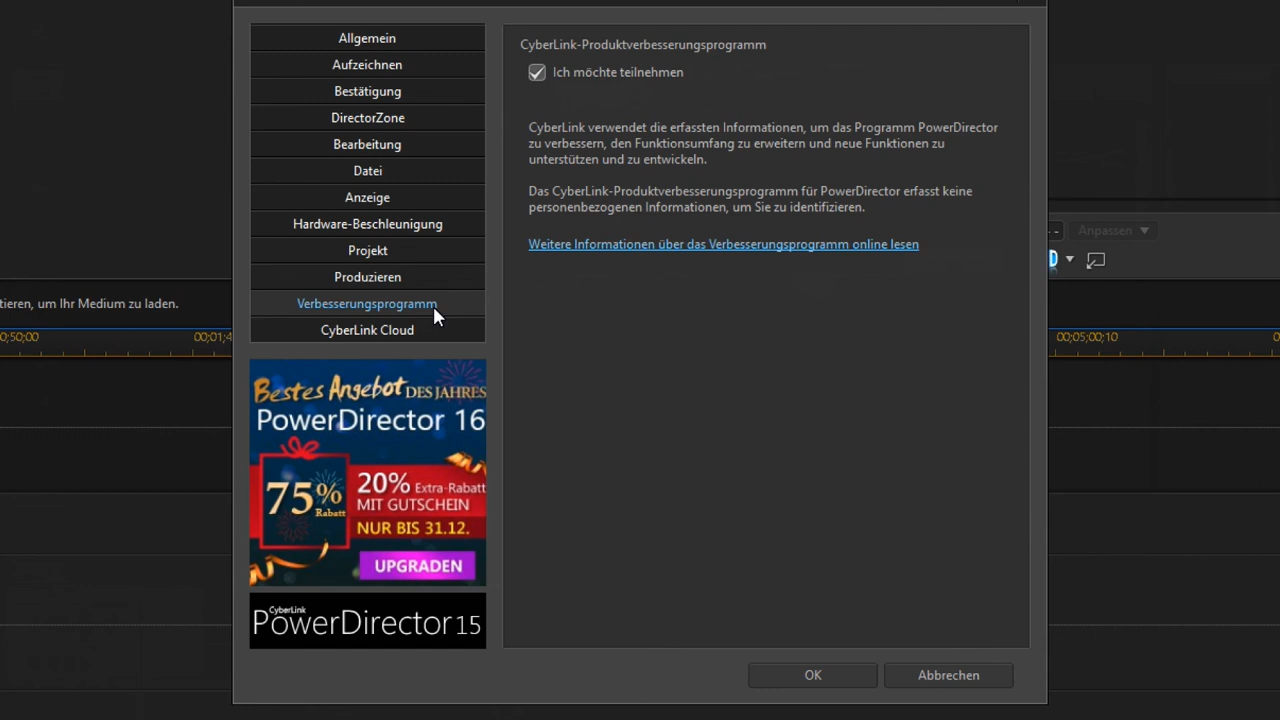 Allgemein
Aufzeichnen
Bestätigung
DirectorZone
Bearbeitung
Datei
Anzeige
Hardware-Beschleunigung
Projekt
Produzieren
Verbesserungsprogramm
CyberLink Cloud
Bestes Angebot DES JAHRES
PowerDirector 16
75% Rabatt
20% Extra-Rabatt
MIT GUTSCHEIN
NUR BIS 31.12.
UPGRADEN
CyberLink
PowerDirector 15
CyberLink-Produktverbesserungsprogramm
Ich möchte teilnehmen
CyberLink verwendet die erfassten Informationen, um das Programm PowerDirector
zu verbessern, den Funktionsumfang zu erweitern und neue Funktionen zu
unterstützen und zu entwickeln.
Das CyberLink-Produktverbesserungsprogramm für PowerDirector erfasst keine
personenbezogenen Informationen, um Sie zu identifizieren.
Weitere Informationen über das Verbesserungsprogramm online lesen
OK
Abbrechen
Anpassen
tieren, um Ihr Medium zu laden.
0;50;00
00;01;4
00;05;00;10